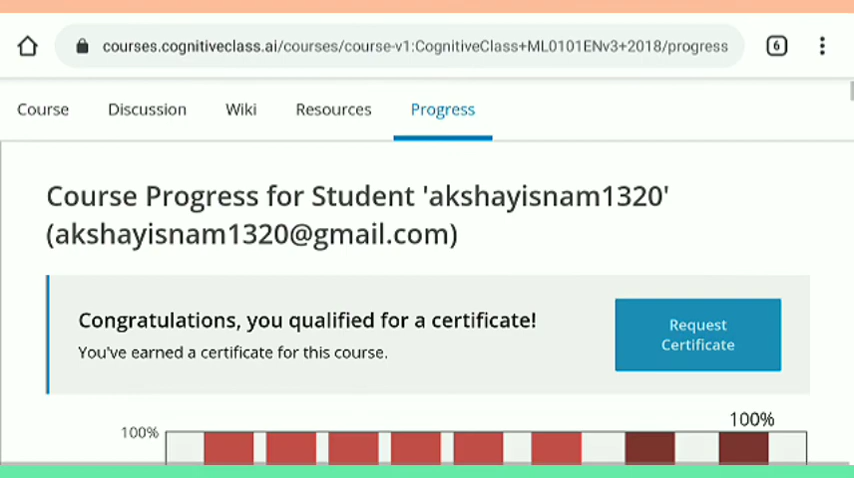 courses.cognitiveclass.ai/courses/course-v1:CognitiveClass+ML0101ENv3+2018/progress
6
Course Discussion Wiki Resources Progress
Course Progress for Student 'akshayisnam1320'
(akshayisnam1320@gmail.com)
Congratulations, you qualified for a certificate!
You've earned a certificate for this course.
Request
Certificate
100%
100%